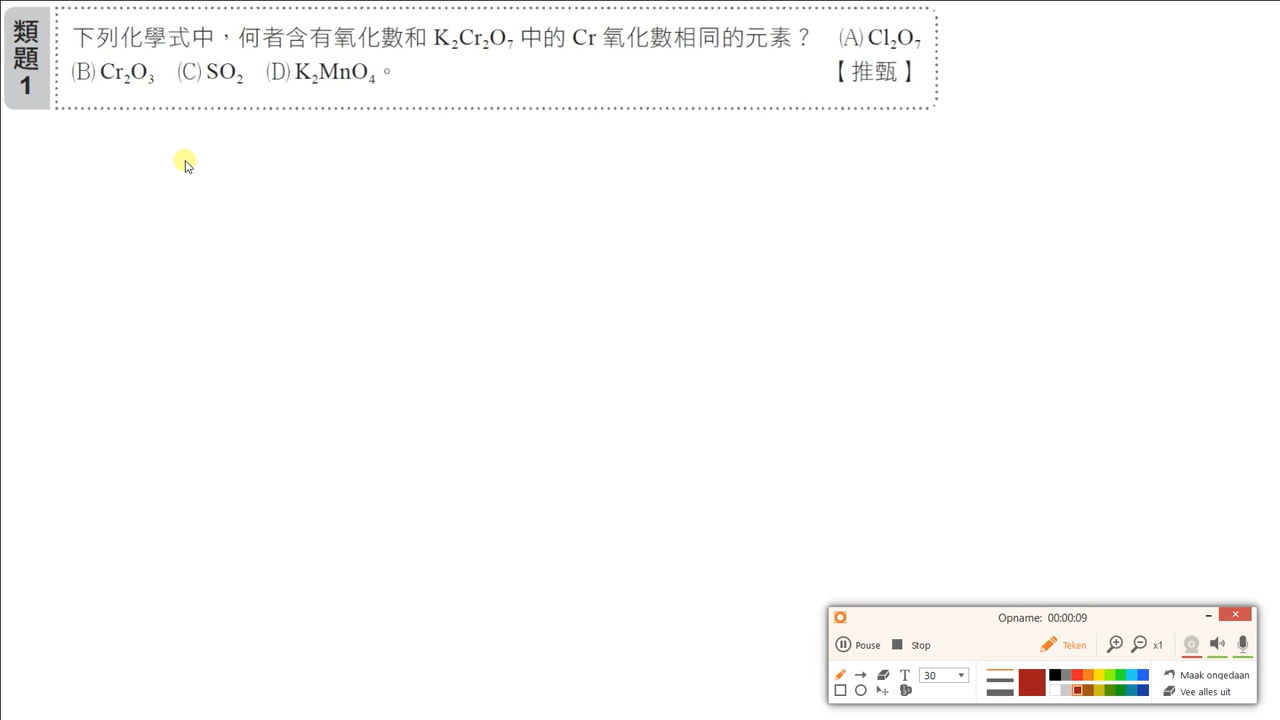 類題1
下列化學式中，何者含有氧化數和 K₂Cr₂O₇ 中的 Cr 氧化數相同的元素？ (A) Cl₂O₇
(B) Cr₂O₃ (C) SO₂ (D) K₂MnO₄。 【推甄】
Opname: 00:00:09
Pause Stop Teken x1
T 30 Maak ongedaan
Vee alles uit